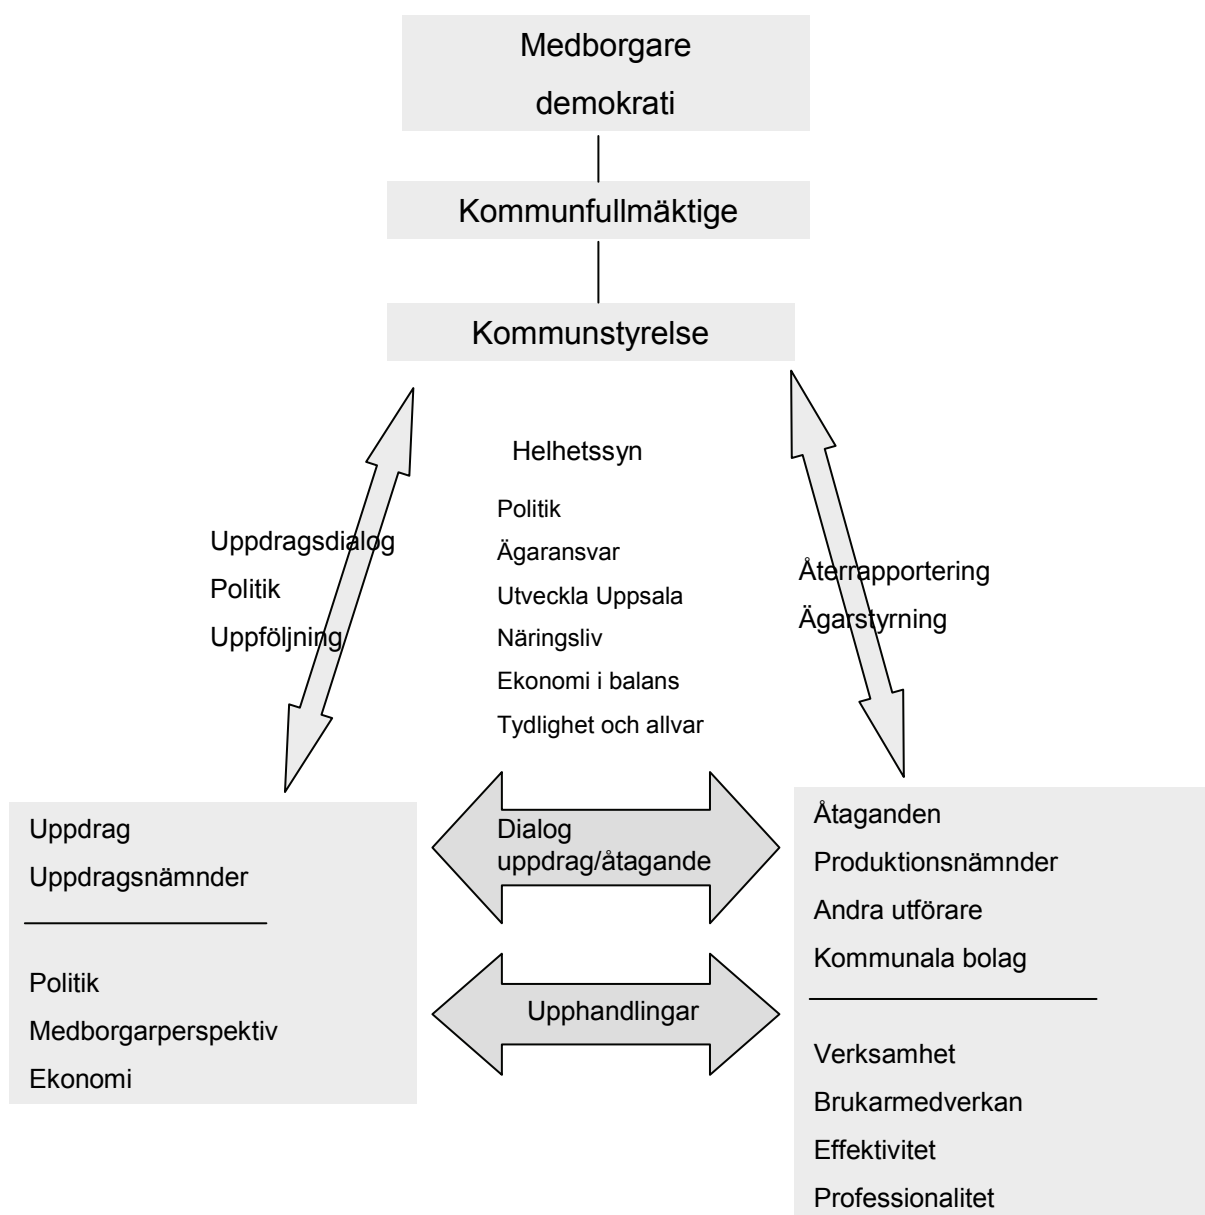 Medborgare
demokrati
Kommunfullmäktige
Kommunstyrelse
Helhetssyn
Politik
Ägaransvar
Utveckla Uppsala
Näringsliv
Ekonomi i balans
Tydlighet och allvar
Uppdragsdialog
Politik
Uppföljning
Återrapportering
Ägarstyrning
Uppdrag
Uppdragsnämnder
Politik
Medborgarperspektiv
Ekonomi
Dialog
uppdrag/åtagande
Upphandlingar
Åtaganden
Produktionsnämnder
Andra utförare
Kommunala bolag
Verksamhet
Brukarmedverkan
Effektivitet
Professionalitet